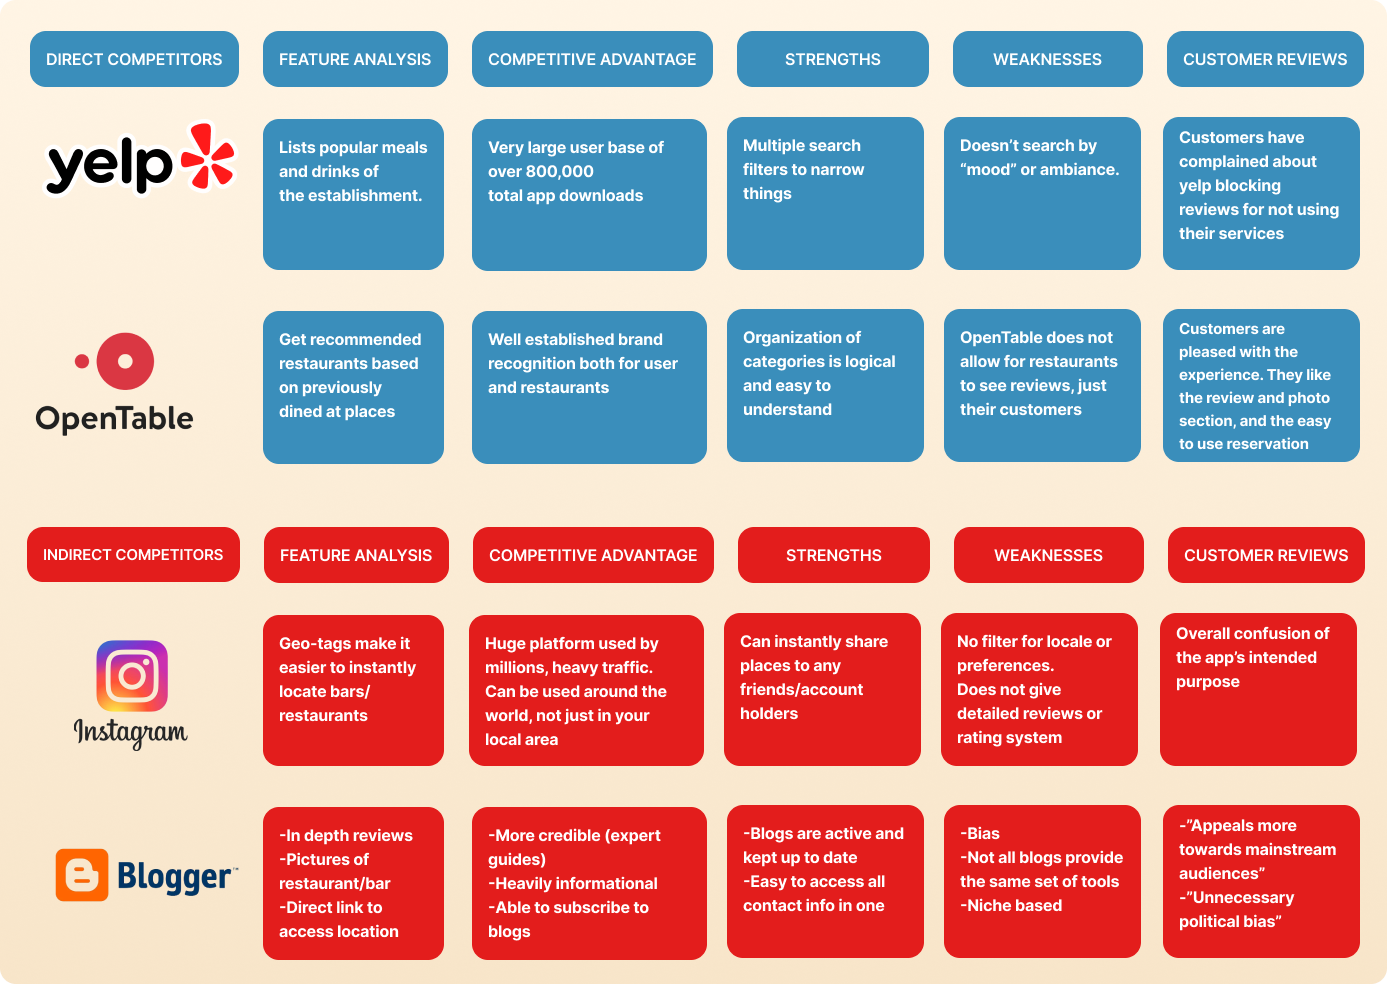 DIRECT COMPETITORS
FEATURE ANALYSIS
COMPETITIVE ADVANTAGE
STRENGTHS
WEAKNESSES
CUSTOMER REVIEWS
yelp
Lists popular meals
and drinks of
the establishment.
Very large user base of
over 800,000
total app downloads
Multiple search
filters to narrow
things
Doesn’t search by
“mood” or ambiance.
Customers have
complained about
yelp blocking
reviews for not using
their services
OpenTable
Get recommended
restaurants based
on previously
dined at places
Well established brand
recognition both for user
and restaurants
Organization of
categories is logical
and easy to
understand
OpenTable does not
allow for restaurants
to see reviews, just
their customers
Customers are
pleased with the
experience. They like
the review and photo
section, and the easy
to use reservation
INDIRECT COMPETITORS
FEATURE ANALYSIS
COMPETITIVE ADVANTAGE
STRENGTHS
WEAKNESSES
CUSTOMER REVIEWS
Instagram
Geo-tags make it
easier to instantly
locate bars/
restaurants
Huge platform used by
millions, heavy traffic.
Can be used around the
world, not just in your
local area
Can instantly share
places to any
friends/account
holders
No filter for locale or
preferences.
Does not give
detailed reviews or
rating system
Overall confusion of
the app’s intended
purpose
Blogger™
-In depth reviews
-Pictures of
restaurant/bar
-Direct link to
access location
-More credible (expert
guides)
-Heavily informational
-Able to subscribe to
blogs
-Blogs are active and
kept up to date
-Easy to access all
contact info in one
-Bias
-Not all blogs provide
the same set of tools
-Niche based
-”Appeals more
towards mainstream
audiences”
-”Unnecessary
political bias”